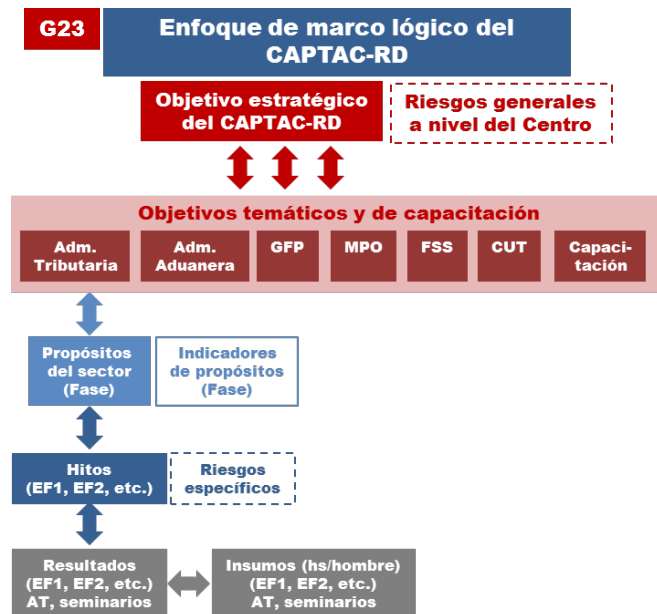 G23
Enfoque de marco lógico del
CAPTAC-RD
Objetivo estratégico
del CAPTAC-RD
Riesgos generales
a nivel del Centro
Objetivos temáticos y de capacitación
Adm.
Tributaria
Adm.
Aduanera
GFP
MPO
FSS
CUT
Capaci-
tación
Propósitos
del sector
(Fase)
Indicadores
de propósitos
(Fase)
Hitos
(EF1, EF2, etc.)
Riesgos
específicos
Resultados
(EF1, EF2, etc.)
AT, seminarios
Insumos (hs/hombre)
(EF1, EF2, etc.)
AT, seminarios